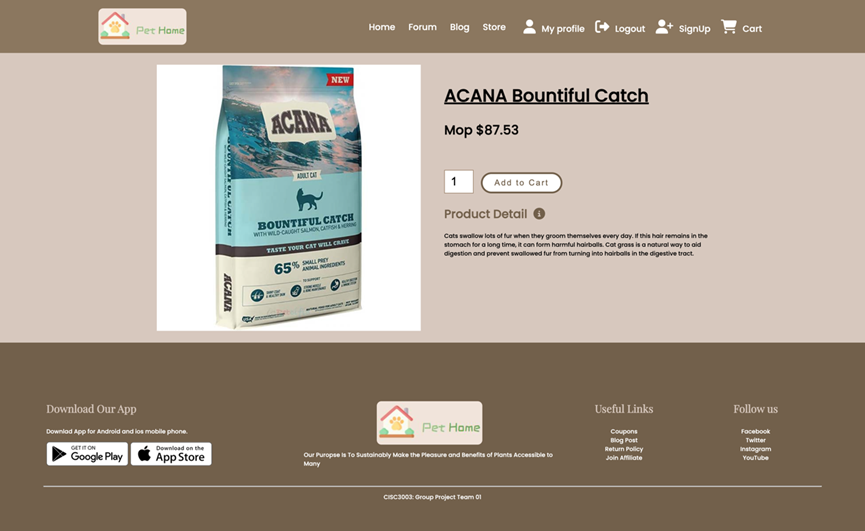 Pet Home
Home Forum Blog Store My profile Logout SignUp Cart
NEW
ACANA
ADULT CAT
BOUNTIFUL CATCH
WITH WILD-CAUGHT SALMON, CATFISH & HERRING
TASTE YOUR CAT WILL CRAVE
65% SMALL PREY
ANIMAL INGREDIENTS
TO SUPPORT
BOUNTIFUL CATCH
ACANA
ACANA Bountiful Catch
Mop $87.53
1 Add to Cart
Product Detail
Cats swallow lots of fur when they groom themselves every day. If this hair remains in the
stomach for a long time, it can form harmful hairballs. Cat grass is a natural way to aid
digestion and prevent swallowed fur from turning into hairballs in the digestive tract.
Download Our App
Downlad App for Android and ios mobile phone.
GET IT ON
Google Play
Download on the
App Store
Pet Home
Our Puropse Is To Sustainably Make the Pleasure and Benefits of Plants Accessible to
Many
Useful Links
Coupons
Blog Post
Return Policy
Join Affiliate
Follow us
Facebook
Twitter
Instagram
YouTube
CISC3003: Group Project Team 01